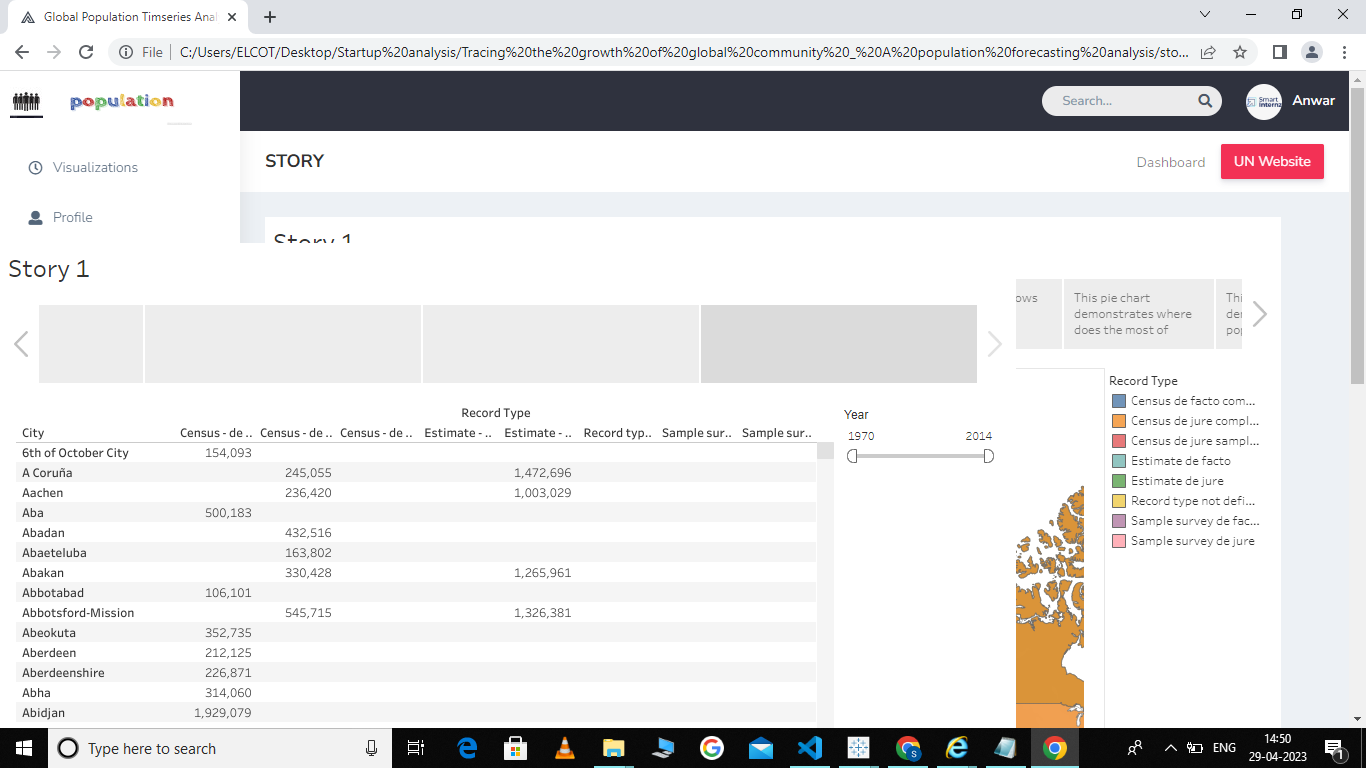 Global Population Timseries Anal
File
C:/Users/ELCOT/Desktop/Startup%20analysis/Tracing%20the%20growth%20of%20global%20community%20_%20A%20population%20forecasting%20analysis/sto...
population
Search...
Smart
Internz
Anwar
Visualizations
Profile
STORY
Dashboard
UN Website
Story 1
Story 1
ows
This pie chart
demonstrates where
does the most of
Record Type
City Census - de .. Census - de .. Census - de .. Estimate - .. Estimate - .. Record typ.. Sample sur.. Sample sur..
6th of October City 154,093
A Coruña 245,055 1,472,696
Aachen 236,420 1,003,029
Aba 500,183
Abadan 432,516
Abaeteluba 163,802
Abakan 330,428 1,265,961
Abbotabad 106,101
Abbotsford-Mission 545,715 1,326,381
Abeokuta 352,735
Aberdeen 212,125
Aberdeenshire 226,871
Abha 314,060
Abidjan 1,929,079
Year
1970 2014
Record Type
Census de facto com...
Census de jure compl...
Census de jure sampl...
Estimate de facto
Estimate de jure
Record type not defi...
Sample survey de fac...
Sample survey de jure
Type here to search
ENG
14:50
29-04-2023
1